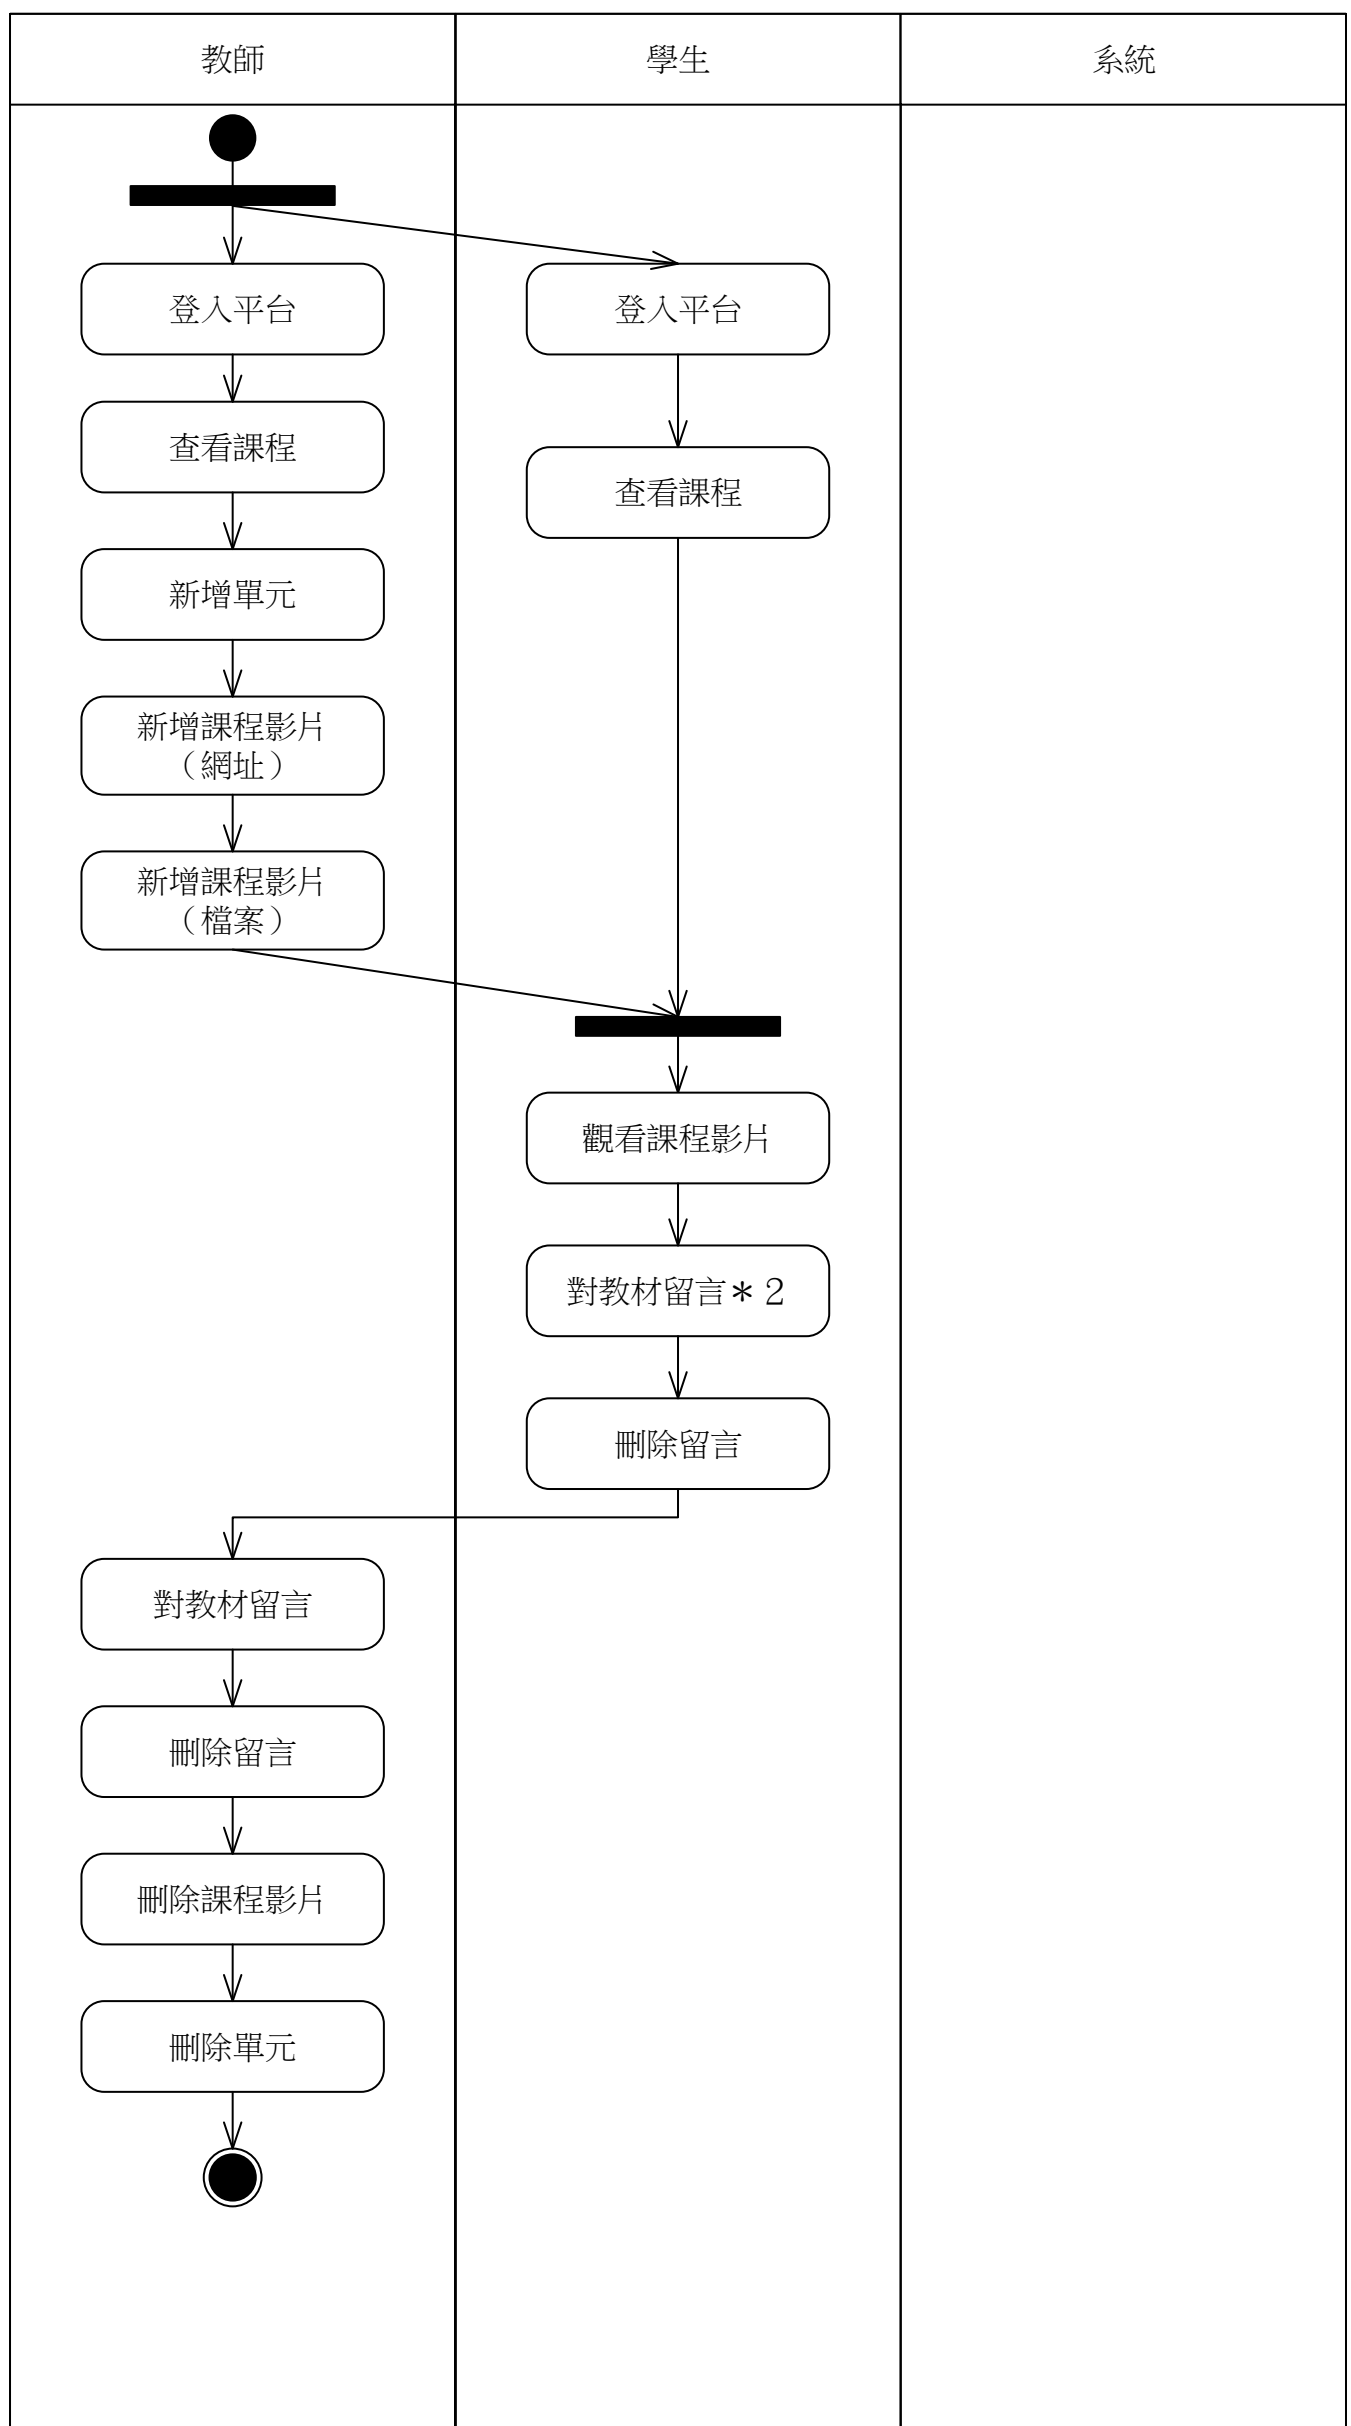 教師
學生
系統
登入平台
登入平台
查看課程
查看課程
新增單元
新增課程影片
（網址）
新增課程影片
（檔案）
觀看課程影片
對教材留言＊２
刪除留言
對教材留言
刪除留言
刪除課程影片
刪除單元